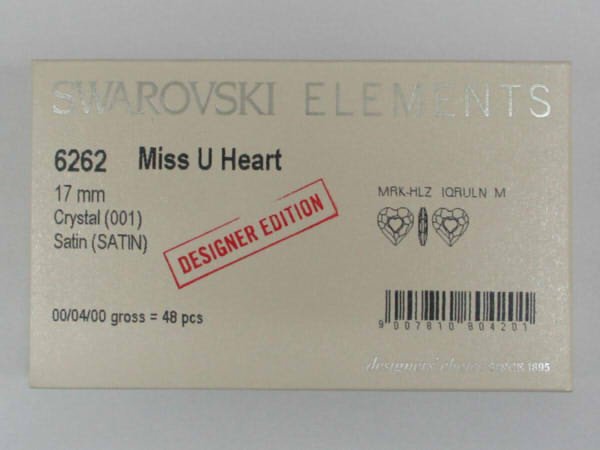 SWAROVSKI ELEMENTS
6262 Miss U Heart
17 mm
Crystal (001)
Satin (SATIN)
DESIGNER EDITION
MRK-HLZ IQRULN M
00/04/00 gross = 48 pcs
9 007810 804201
designers' choice SINCE 1895